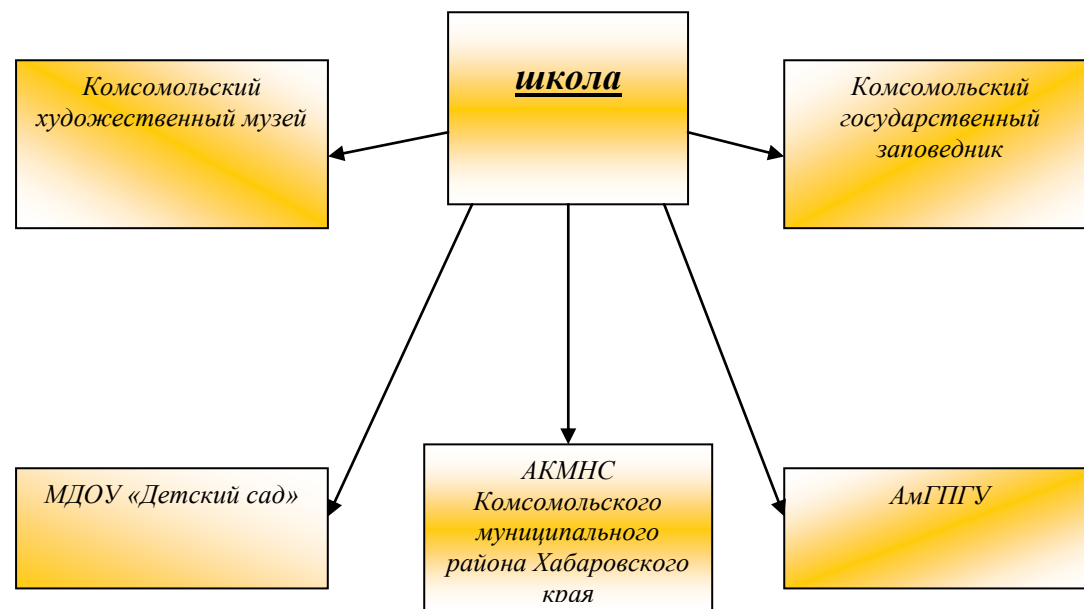 школа
Комсомольский
художественный музей
Комсомольский
государственный
заповедник
МДОУ «Детский сад»
АКМНС
Комсомольского
муниципального
района Хабаровского
края
АмГПГУ